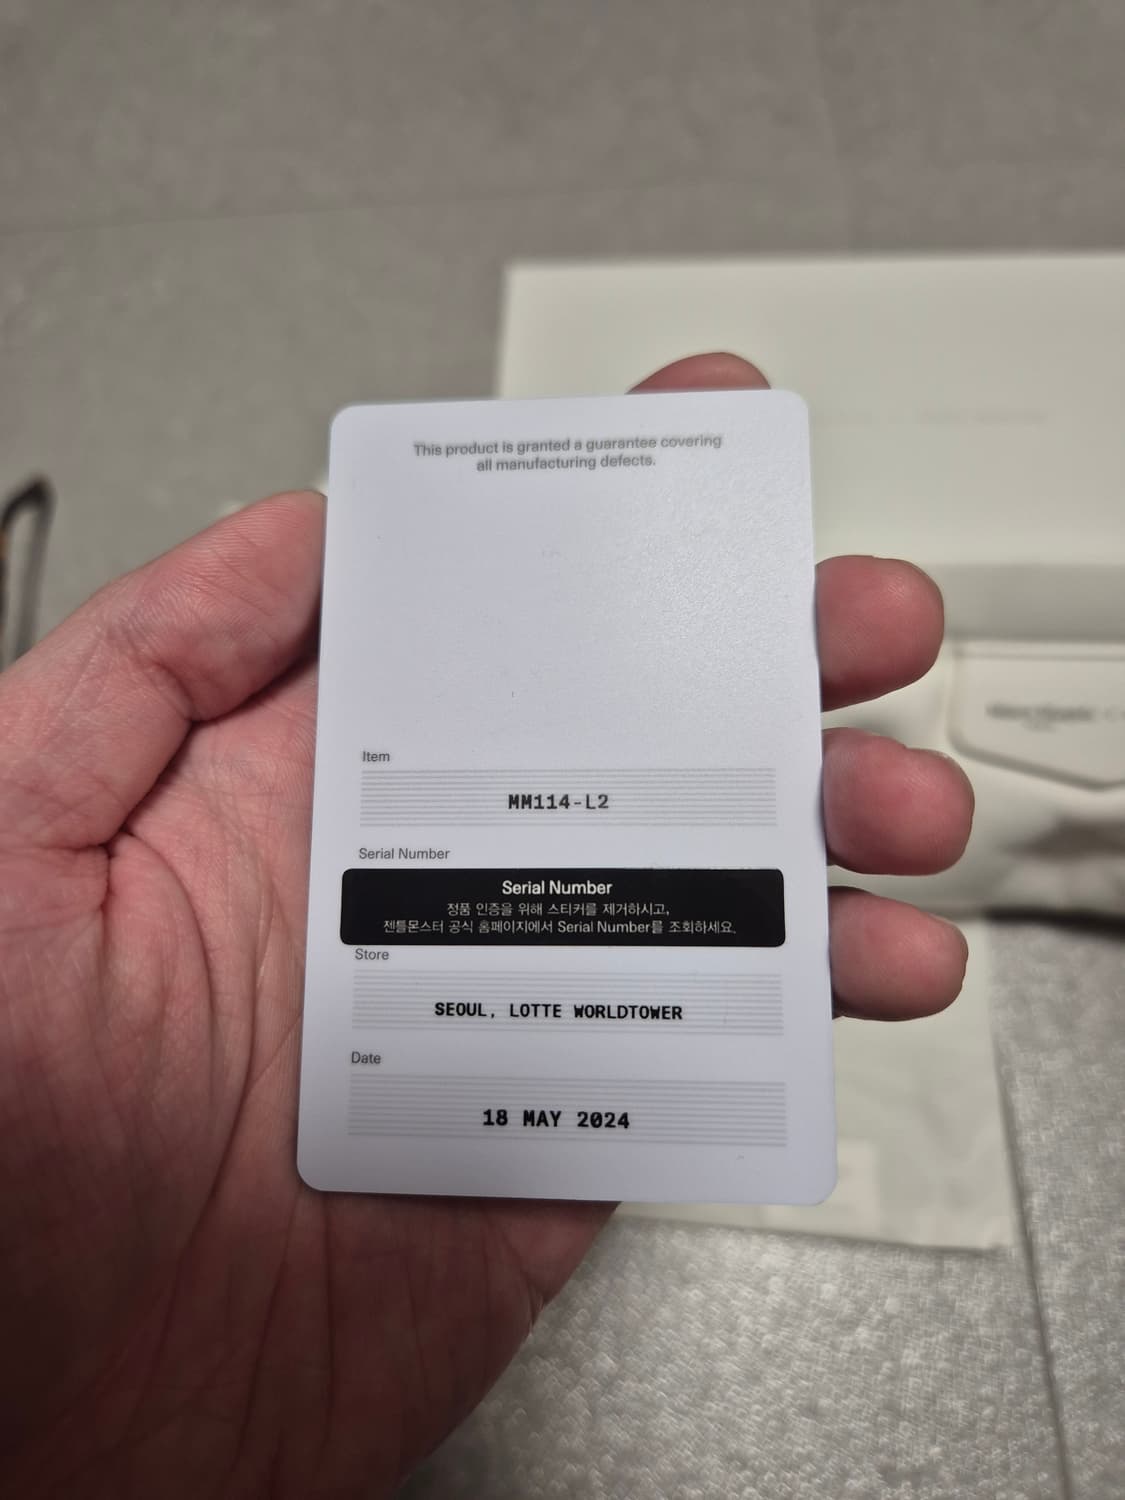 This product is granted a guarantee covering
all manufacturing defects.
Item
MM114-L2
Serial Number
Serial Number
정품 인증을 위해 스티커를 제거하시고,
젠틀몬스터 공식 홈페이지에서 Serial Number를 조회하세요.
Store
SEOUL, LOTTE WORLDTOWER
Date
18 MAY 2024